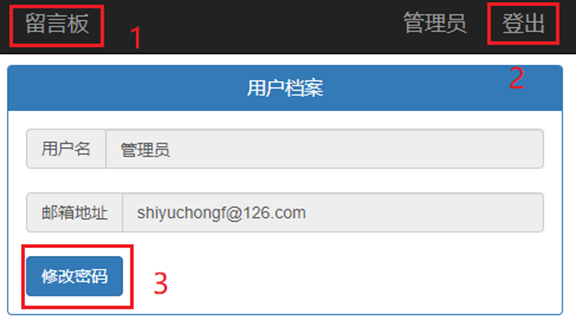 留言板 1 管理员 登出
用户档案 2
用户名 管理员
邮箱地址 shiyuchongf@126.com
修改密码 3